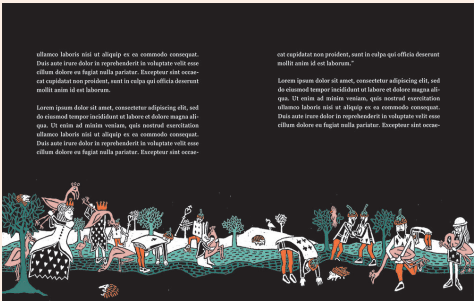 ullamco laboris nisi ut aliquip ex ea commodo consequat.
Duis aute irure dolor in reprehenderit in voluptate velit esse
cillum dolore eu fugiat nulla pariatur. Excepteur sint occae-
cat cupidatat non proident, sunt in culpa qui officia deserunt
mollit anim id est laborum.
Lorem ipsum dolor sit amet, consectetur adipiscing elit, sed
do eiusmod tempor incididunt ut labore et dolore magna ali-
qua. Ut enim ad minim veniam, quis nostrud exercitation
ullamco laboris nisi ut aliquip ex ea commodo consequat.
Duis aute irure dolor in reprehenderit in voluptate velit esse
cillum dolore eu fugiat nulla pariatur. Excepteur sint occae-
cat cupidatat non proident, sunt in culpa qui officia deserunt
mollit anim id est laborum."
Lorem ipsum dolor sit amet, consectetur adipiscing elit, sed
do eiusmod tempor incididunt ut labore et dolore magna ali-
qua. Ut enim ad minim veniam, quis nostrud exercitation
ullamco laboris nisi ut aliquip ex ea commodo consequat.
Duis aute irure dolor in reprehenderit in voluptate velit esse
cillum dolore eu fugiat nulla pariatur. Excepteur sint occae-